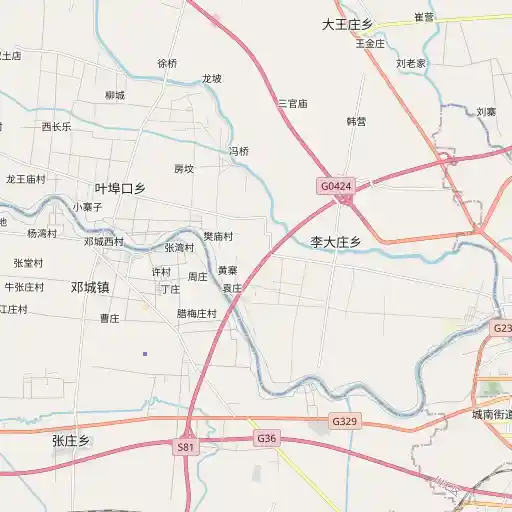 大王庄乡
崔营
王金庄
徐桥
刘老家
龙坡
柳城
三官庙
刘寨
韩营
西长乐
冯桥
房坟
龙王庙村
叶埠口乡
G0424
小寨子
杨湾村
邓城西村
樊庙村
张湾村
李大庄乡
张堂村
许村
周庄
黄寨
牛张庄村
邓城镇
丁庄
袁庄
江庄村
曹庄
腊梅庄村
G23
城南街道
G329
张庄乡
S81
G36